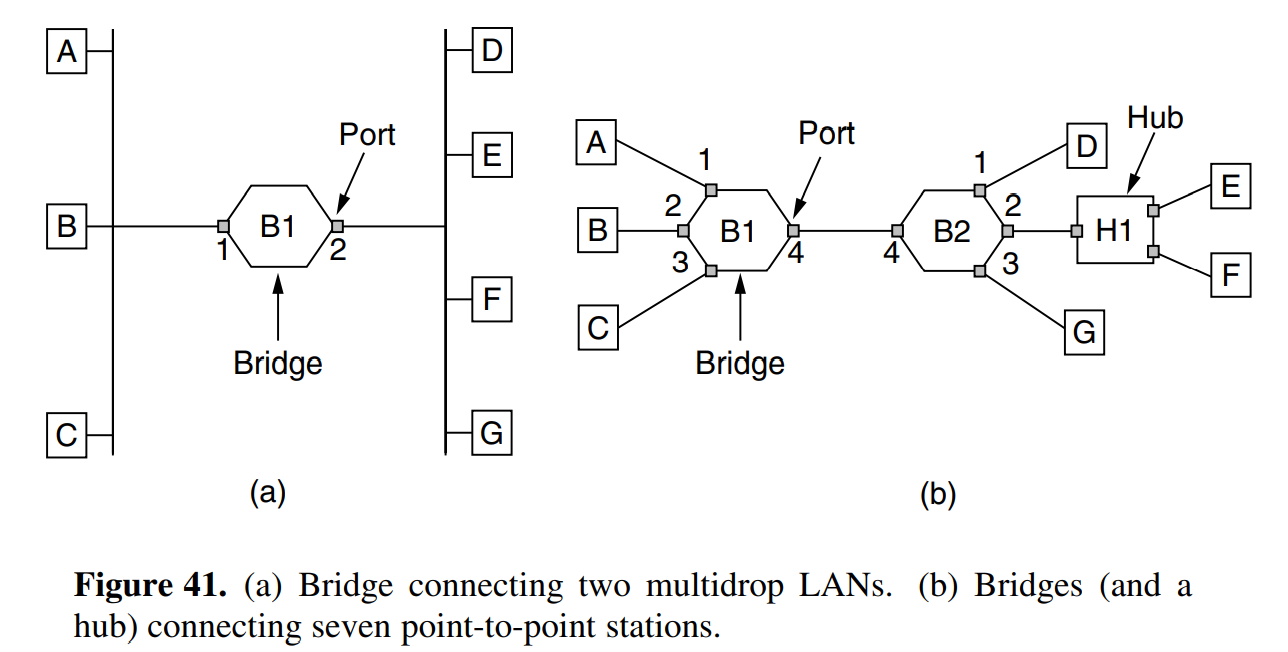 A
B
C
1
B1
2
Port
Bridge
D
E
F
G
(a)
A
B
C
1
2
3
B1
4
Port
Bridge
4
B2
1
2
3
D
G
Hub
H1
E
F
(b)
Figure 41. (a) Bridge connecting two multidrop LANs. (b) Bridges (and a
hub) connecting seven point-to-point stations.